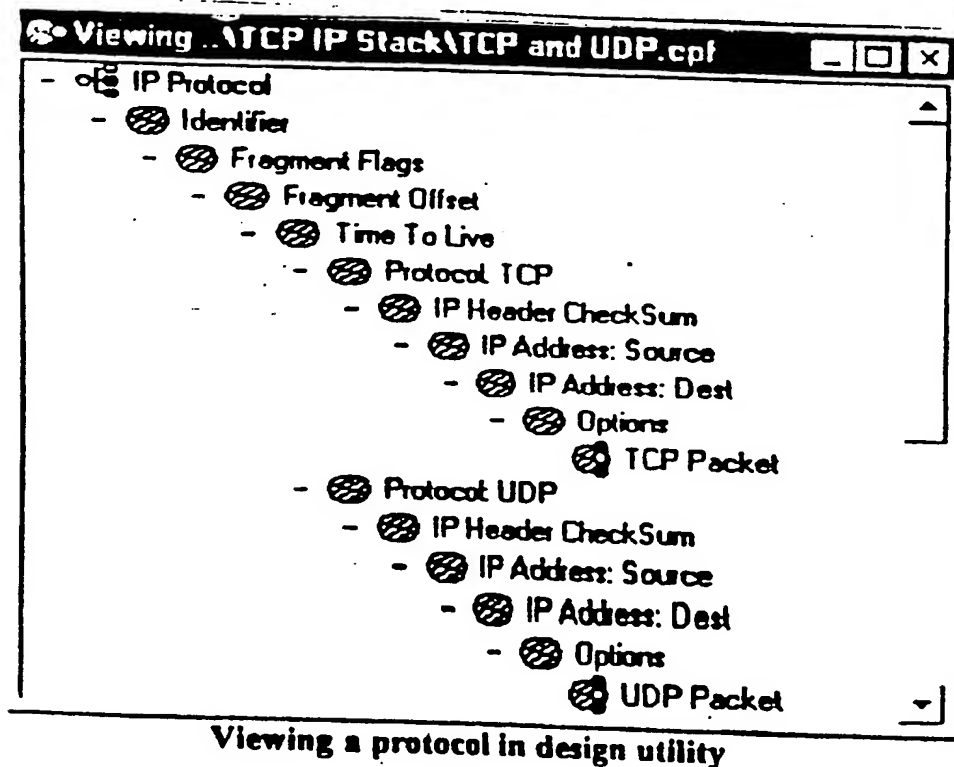 Viewing ..\TCP IP Stack\TCP and UDP.cpf
IP Protocol
Identifier
Fragment Flags
Fragment Offset
Time To Live
Protocol: TCP
IP Header CheckSum
IP Address: Source
IP Address: Dest
Options
TCP Packet
Protocol: UDP
IP Header CheckSum
IP Address: Source
IP Address: Dest
Options
UDP Packet
Viewing a protocol in design utility